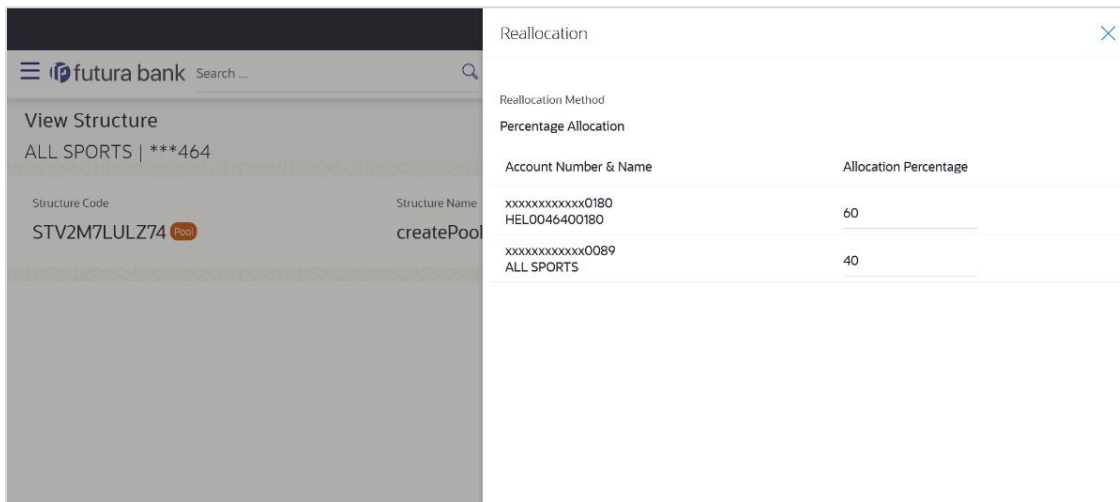 Reallocation
futura bank Search ...
View Structure
ALL SPORTS | ***464
Structure Code
STV2M7LULZ74 Pool
Structure Name
createPool
Reallocation Method
Percentage Allocation
Account Number & Name Allocation Percentage
xxxxxxxxxxxx0180
HEL0046400180
60
xxxxxxxxxxxx0089
ALL SPORTS
40